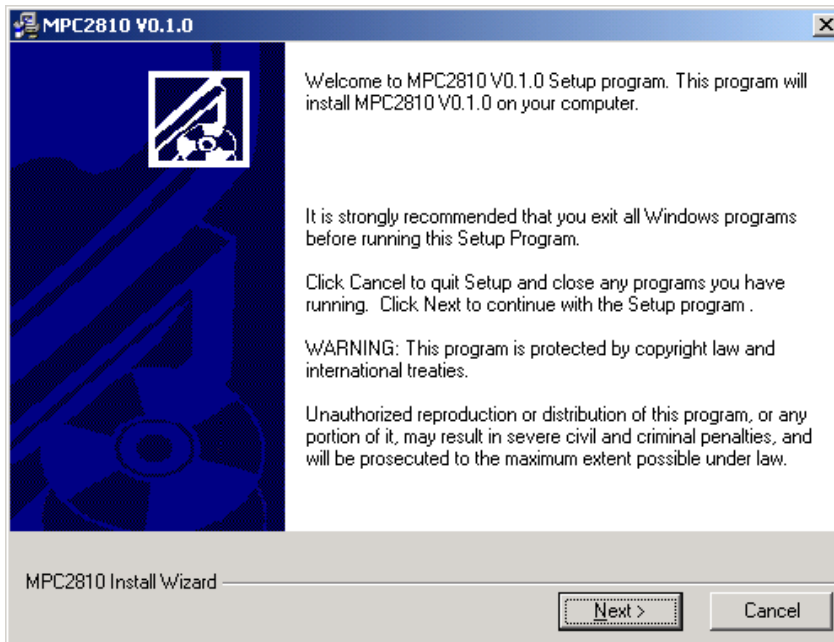 MPC2810 V0.1.0
Welcome to MPC2810 V0.1.0 Setup program. This program will
install MPC2810 V0.1.0 on your computer.
It is strongly recommended that you exit all Windows programs
before running this Setup Program.
Click Cancel to quit Setup and close any programs you have
running.  Click Next to continue with the Setup program .
WARNING: This program is protected by copyright law and
international treaties.
Unauthorized reproduction or distribution of this program, or any
portion of it, may result in severe civil and criminal penalties, and
will be prosecuted to the maximum extent possible under law.
MPC2810 Install Wizard
Next >
Cancel